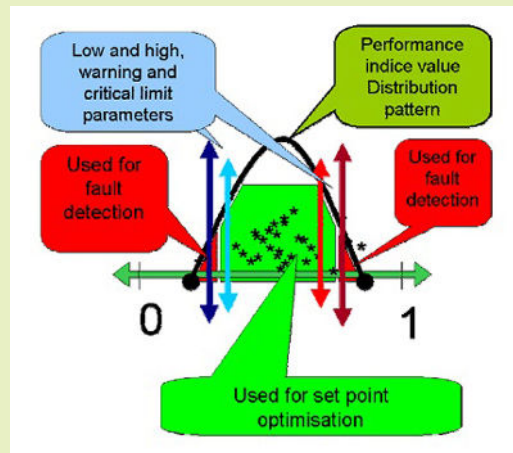 Low and high,
warning and
critical limit
parameters
Performance
indice value
Distribution
pattern
Used for
fault
detection
Used for
fault
detection
0
1
Used for set point
optimisation